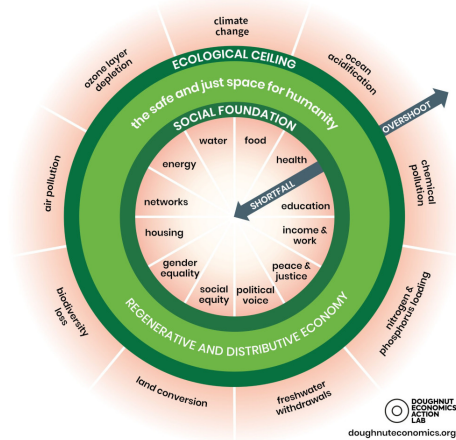 climate
change
ozone layer
depletion
ECOLOGICAL CEILING
ocean
acidification
the safe and just space for humanity
OVERSHOOT
SOCIAL FOUNDATION
water
food
energy
health
SHORTFALL
air pollution
chemical
pollution
networks
education
housing
income &
work
gender
equality
peace &
justice
social
equity
political
voice
REGENERATIVE AND DISTRIBUTIVE ECONOMY
biodiversity
loss
nitrogen &
phosphorus loading
land conversion
freshwater
withdrawals
DOUGHNUT
ECONOMICS
ACTION
LAB
doughnuteconomics.org